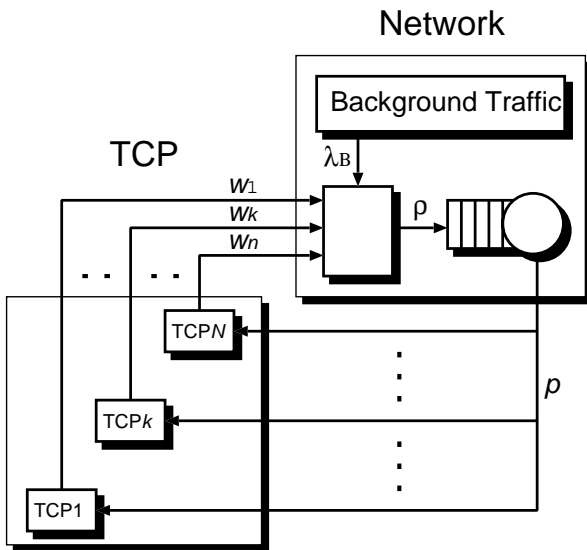 Network
Background Traffic
TCP
λB
w1
wk
ρ
wn
TCPN
p
TCPk
TCP1